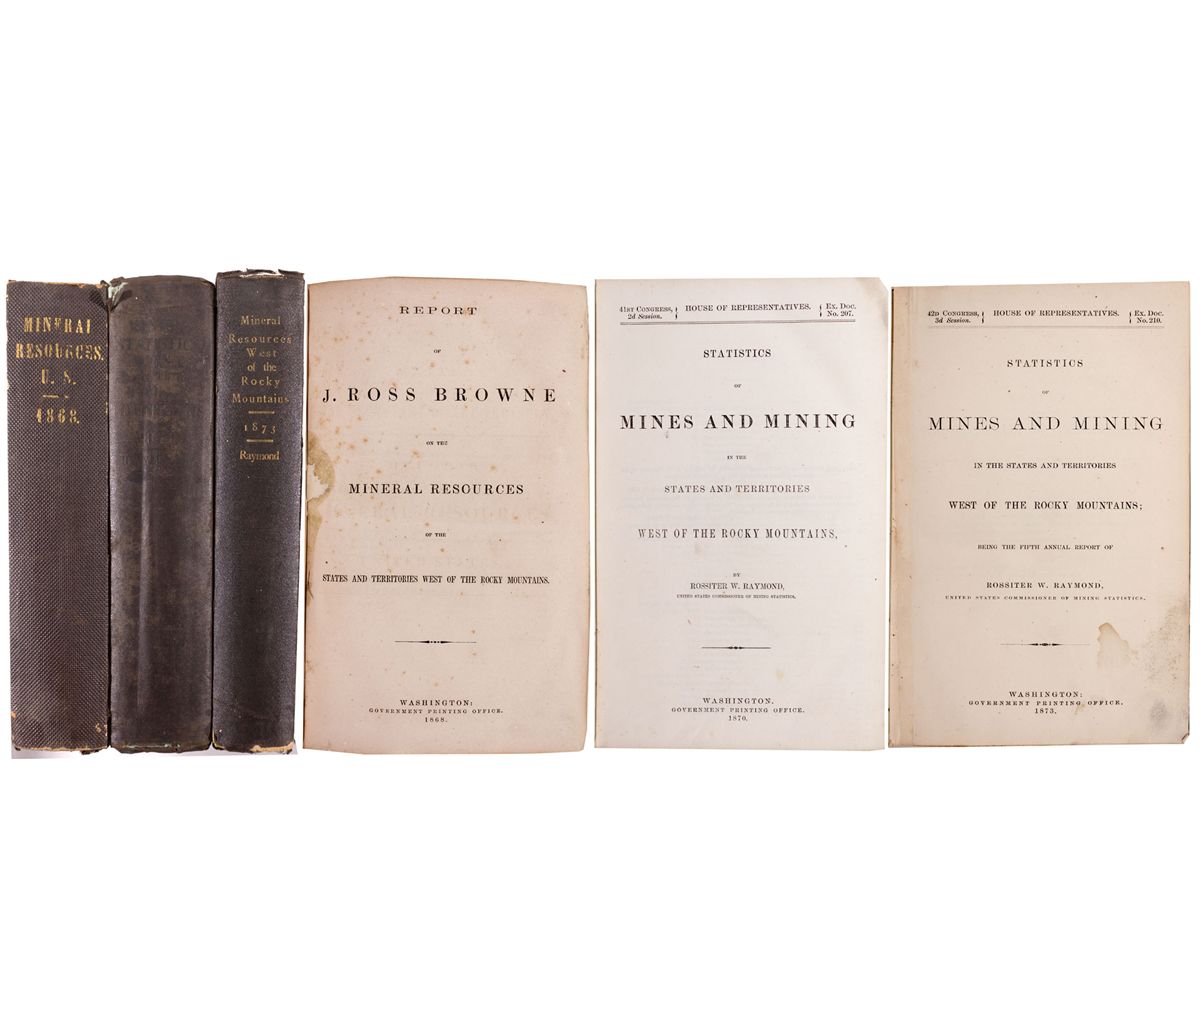 MINERAL
RESOURCES.
U. S.
1868.
Mineral
Resources
West
of the
Rocky
Mountains
1873
Raymond
REPORT
OF
J. ROSS BROWNE
ON THE
MINERAL RESOURCES
OF THE
STATES AND TERRITORIES WEST OF THE ROCKY MOUNTAINS.
WASHINGTON:
GOVERNMENT PRINTING OFFICE.
1868.
41ST CONGRESS, } HOUSE OF REPRESENTATIVES. { EX. DOC.
2d Session. No. 207.
STATISTICS
OF
MINES AND MINING
IN THE
STATES AND TERRITORIES
WEST OF THE ROCKY MOUNTAINS,
BY
ROSSITER W. RAYMOND,
UNITED STATES COMMISSIONER OF MINING STATISTICS.
WASHINGTON,
GOVERNMENT PRINTING OFFICE.
1870.
42D CONGRESS, } HOUSE OF REPRESENTATIVES. { EX. DOC.
3d Session. No. 210.
STATISTICS
OF
MINES AND MINING
IN THE STATES AND TERRITORIES
WEST OF THE ROCKY MOUNTAINS;
BEING THE FIFTH ANNUAL REPORT OF
ROSSITER W. RAYMOND,
UNITED STATES COMMISSIONER OF MINING STATISTICS.
WASHINGTON:
GOVERNMENT PRINTING OFFICE,
1873.